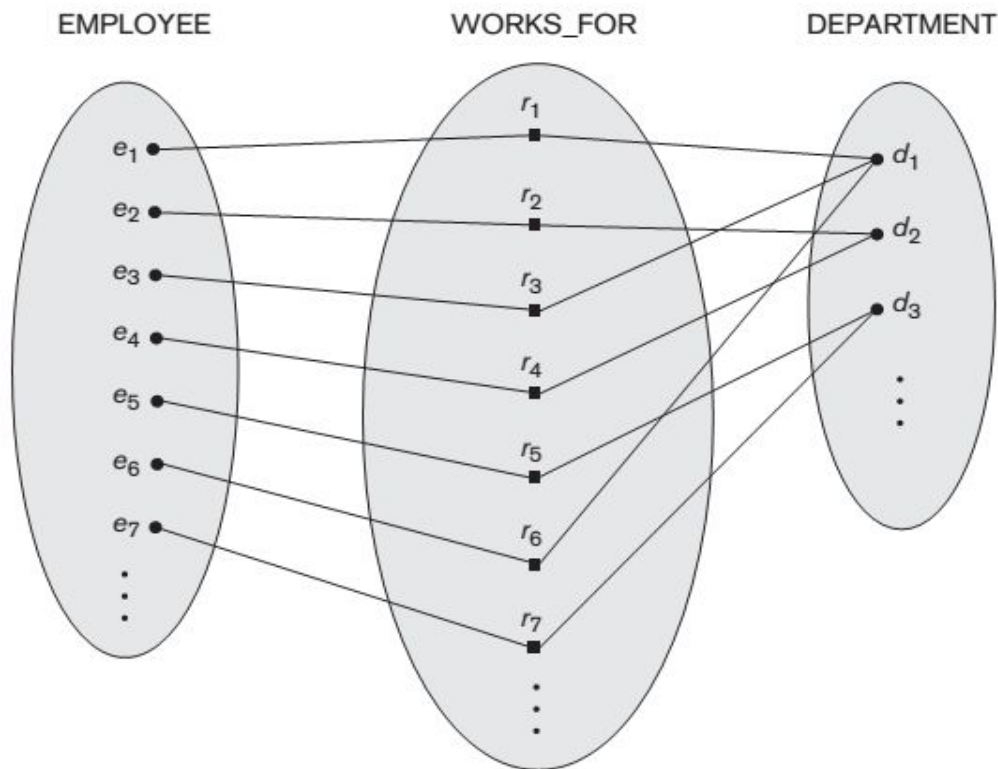 EMPLOYEE WORKS_FOR DEPARTMENT
r1
e1
d1
r2
e2
d2
e3
r3
d3
e4
r4
e5
r5
e6
r6
e7
r7